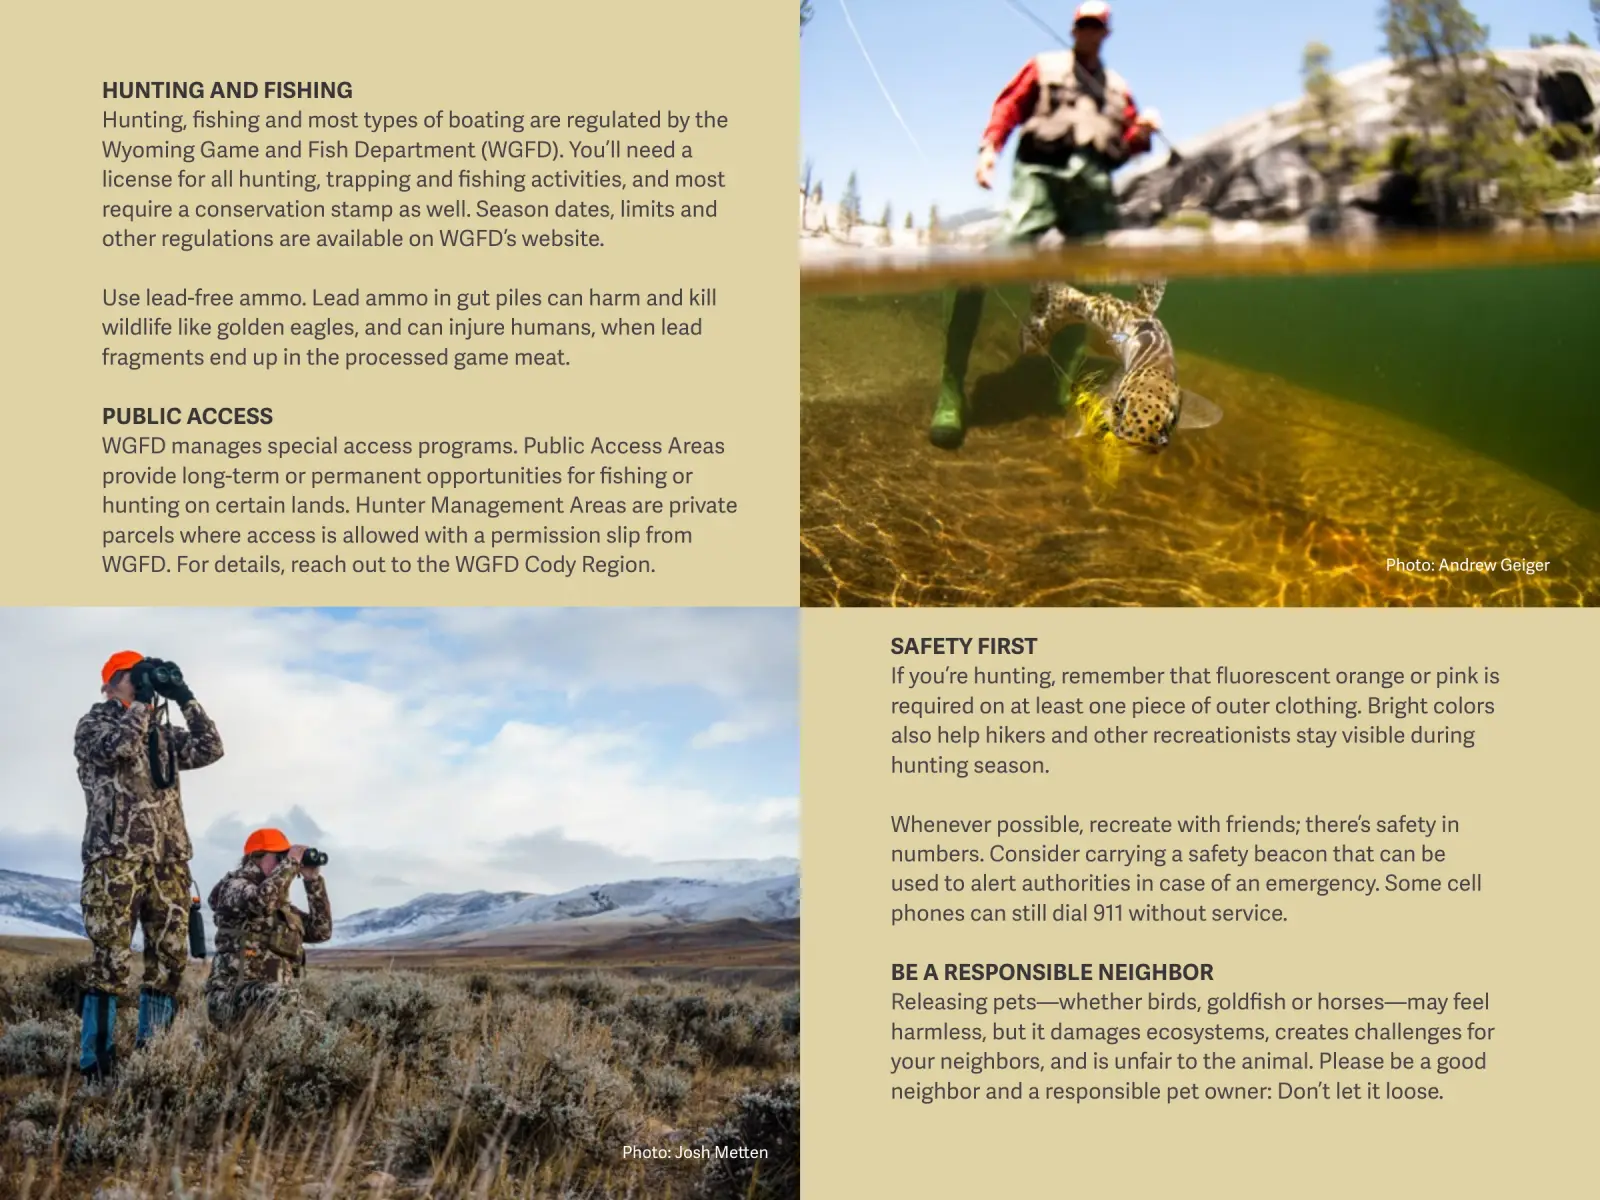 HUNTING AND FISHING
Hunting, fishing and most types of boating are regulated by the
Wyoming Game and Fish Department (WGFD). You’ll need a
license for all hunting, trapping and fishing activities, and most
require a conservation stamp as well. Season dates, limits and
other regulations are available on WGFD’s website.
Use lead-free ammo. Lead ammo in gut piles can harm and kill
wildlife like golden eagles, and can injure humans, when lead
fragments end up in the processed game meat.
PUBLIC ACCESS
WGFD manages special access programs. Public Access Areas
provide long-term or permanent opportunities for fishing or
hunting on certain lands. Hunter Management Areas are private
parcels where access is allowed with a permission slip from
WGFD. For details, reach out to the WGFD Cody Region.
Photo: Andrew Geiger
Photo: Josh Metten
SAFETY FIRST
If you’re hunting, remember that fluorescent orange or pink is
required on at least one piece of outer clothing. Bright colors
also help hikers and other recreationists stay visible during
hunting season.
Whenever possible, recreate with friends; there’s safety in
numbers. Consider carrying a safety beacon that can be
used to alert authorities in case of an emergency. Some cell
phones can still dial 911 without service.
BE A RESPONSIBLE NEIGHBOR
Releasing pets—whether birds, goldfish or horses—may feel
harmless, but it damages ecosystems, creates challenges for
your neighbors, and is unfair to the animal. Please be a good
neighbor and a responsible pet owner: Don’t let it loose.